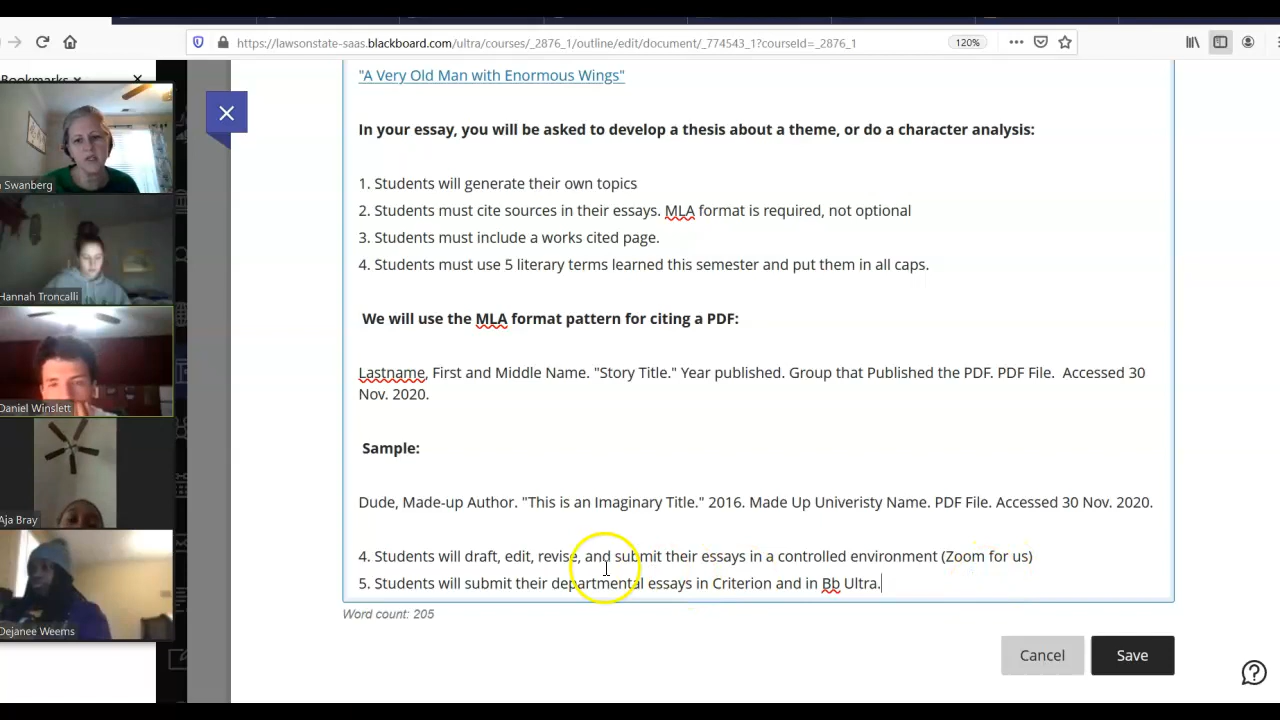 https://lawsonstate-saas.blackboard.com/ultra/courses/_2876_1/outline/edit/document/_774543_1?courseId=_2876_1
120%
Bookmarks
"A Very Old Man with Enormous Wings"
Swanberg
In your essay, you will be asked to develop a thesis about a theme, or do a character analysis:
1. Students will generate their own topics
2. Students must cite sources in their essays. MLA format is required, not optional
3. Students must include a works cited page.
4. Students must use 5 literary terms learned this semester and put them in all caps.
Hannah Troncalli
We will use the MLA format pattern for citing a PDF:
Lastname, First and Middle Name. "Story Title." Year published. Group that Published the PDF. PDF File. Accessed 30
Nov. 2020.
Daniel Winslett
Sample:
Dude, Made-up Author. "This is an Imaginary Title." 2016. Made Up Univeristy Name. PDF File. Accessed 30 Nov. 2020.
Aja Bray
4. Students will draft, edit, revise, and submit their essays in a controlled environment (Zoom for us)
5. Students will submit their departmental essays in Criterion and in Bb Ultra.
Word count: 205
Dejanee Weems
Cancel
Save